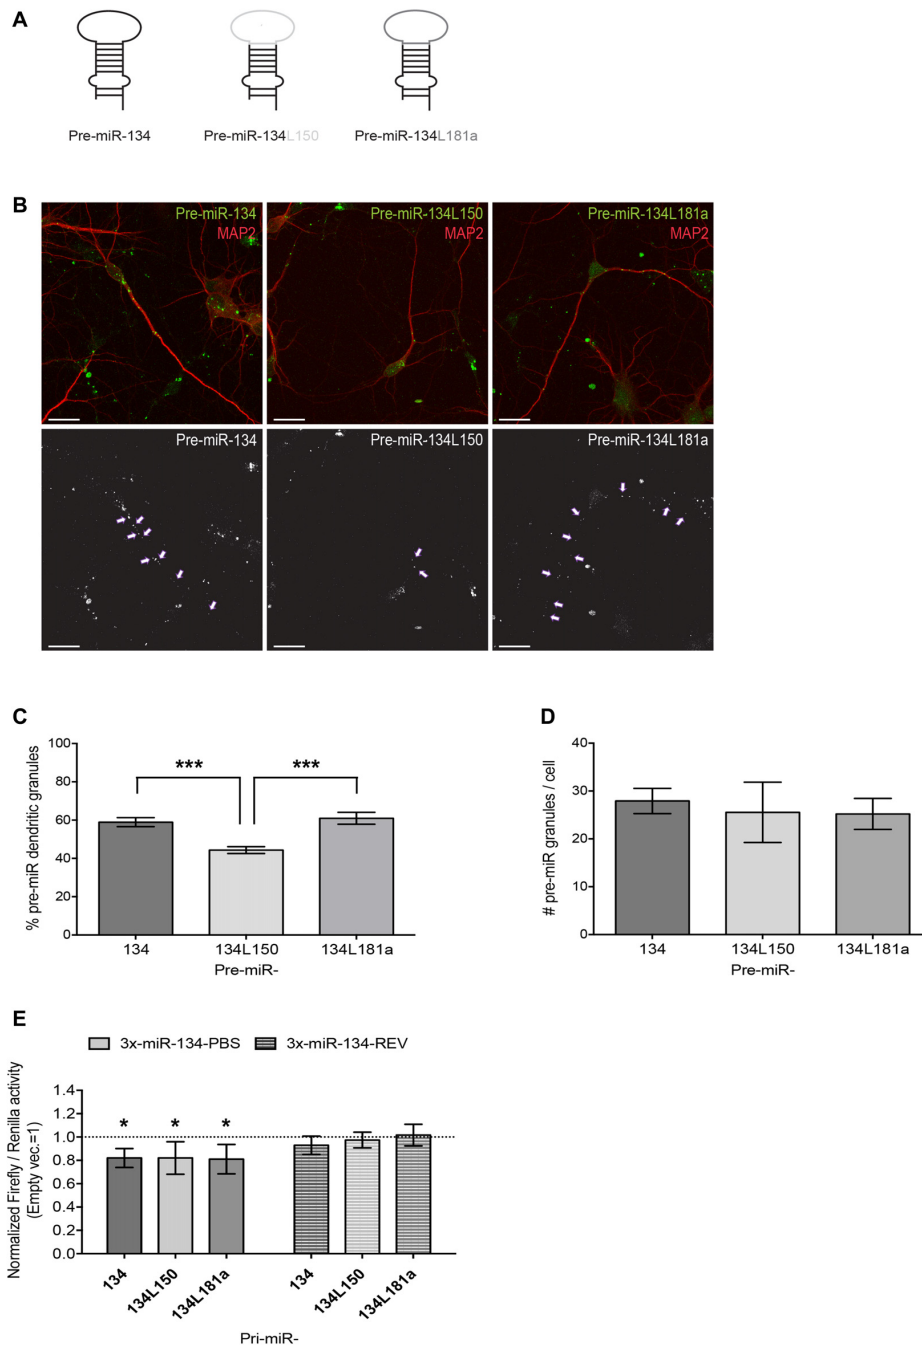 A
Pre-miR-134
Pre-miR-134L150
Pre-miR-134L181a
B
Pre-miR-134
MAP2
Pre-miR-134L150
MAP2
Pre-miR-134L181a
MAP2
Pre-miR-134
Pre-miR-134L150
Pre-miR-134L181a
C
% pre-miR dendritic granules
100
80
60
40
20
0
***
***
134
134L150
134L181a
Pre-miR-
D
# pre-miR granules / cell
40
30
20
10
0
134
134L150
134L181a
Pre-miR-
E
3x-miR-134-PBS
3x-miR-134-REV
Normalized Firefly / Renilla activity
(Empty vec.=1)
1.4
1.2
1.0
0.8
0.6
0.4
0.2
0.0
*
*
*
134
134L150
134L181a
134
134L150
134L181a
Pri-miR-